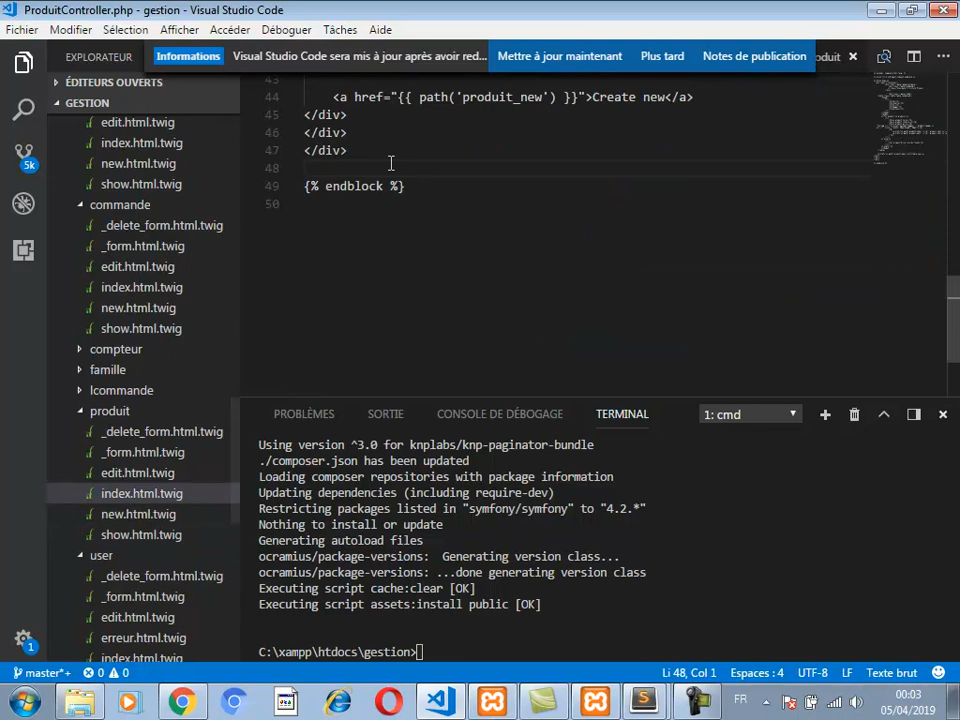 ProduitController.php - gestion - Visual Studio Code
Fichier Modifier Sélection Afficher Accéder Déboguer Tâches Aide
EXPLORATEUR
Informations Visual Studio Code sera mis à jour après avoir red... Mettre à jour maintenant Plus tard Notes de publication
oduit
ÉDITEURS OUVERTS
GESTION
edit.html.twig
index.html.twig
new.html.twig
show.html.twig
commande
_delete_form.html.twig
_form.html.twig
edit.html.twig
index.html.twig
new.html.twig
show.html.twig
compteur
famille
lcommande
produit
_delete_form.html.twig
_form.html.twig
edit.html.twig
index.html.twig
new.html.twig
show.html.twig
user
_delete_form.html.twig
_form.html.twig
edit.html.twig
erreur.html.twig
index.html.twig
5k
1
43
44 <a href="{{ path('produit_new') }}">Create new</a>
45 </div>
46 </div>
47 </div>
48
49 {% endblock %}
50
PROBLÈMES SORTIE CONSOLE DE DÉBOGAGE TERMINAL 1: cmd
Using version ^3.0 for knplabs/knp-paginator-bundle
./composer.json has been updated
Loading composer repositories with package information
Updating dependencies (including require-dev)
Restricting packages listed in "symfony/symfony" to "4.2.*"
Nothing to install or update
Generating autoload files
ocramius/package-versions:  Generating version class...
ocramius/package-versions: ...done generating version class
Executing script cache:clear [OK]
Executing script assets:install public [OK]
C:\xampp\htdocs\gestion>
master*+ 0 0 Li 48, Col 1 Espaces : 4 UTF-8 LF Texte brut
FR 00:03
05/04/2019